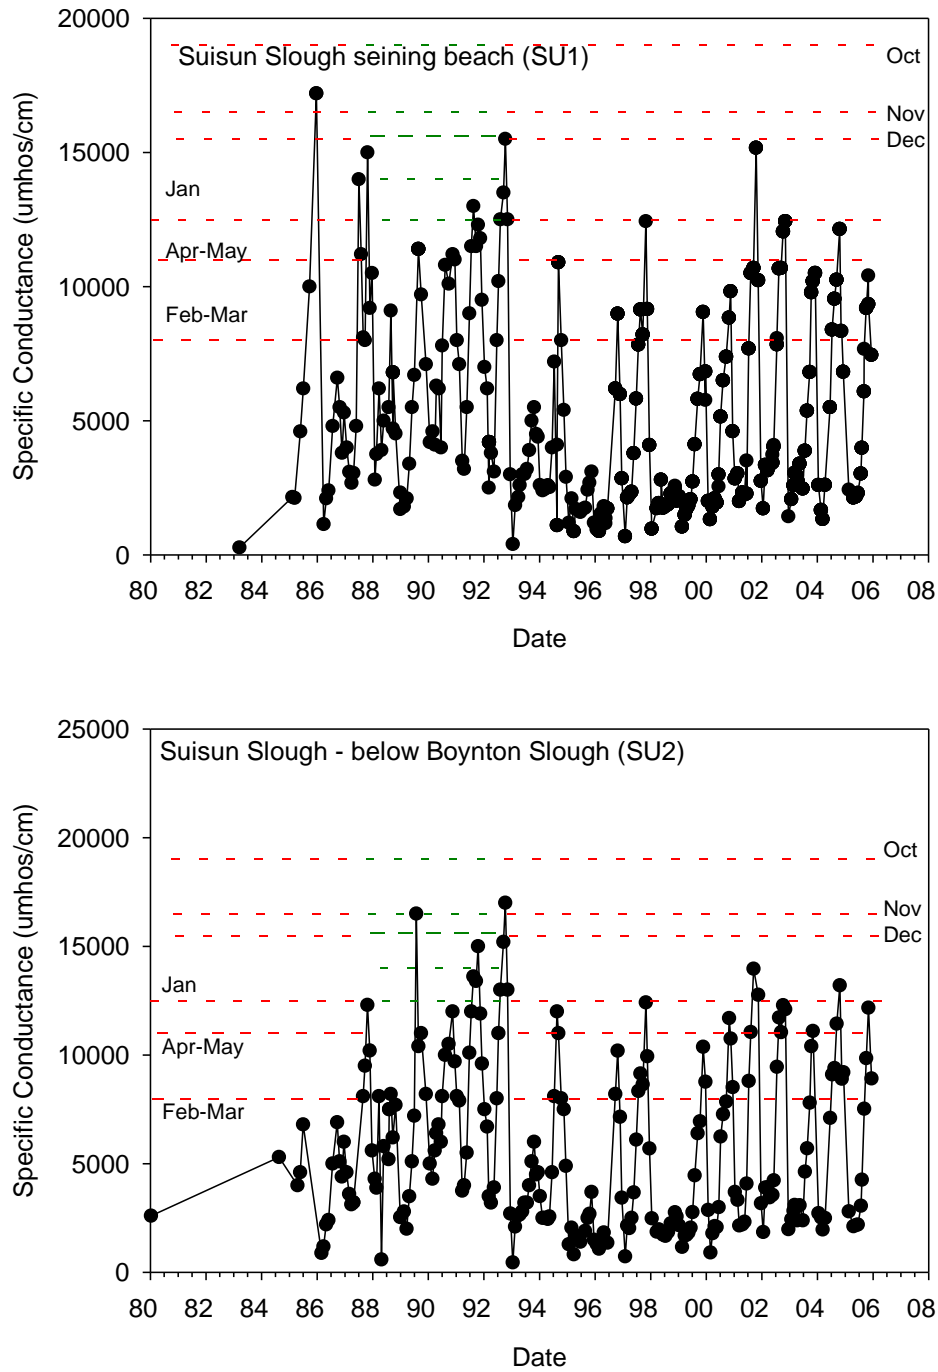 20000
Suisun Slough seining beach (SU1)
Oct
Nov
15000
Dec
Jan
Apr-May
10000
Feb-Mar
5000
0
Specific Conductance (umhos/cm)
80 82 84 86 88 90 92 94 96 98 00 02 04 06 08
Date
25000
Suisun Slough - below Boynton Slough (SU2)
20000
Oct
Nov
15000
Dec
Jan
Apr-May
10000
Feb-Mar
5000
0
Specific Conductance (umhos/cm)
80 82 84 86 88 90 92 94 96 98 00 02 04 06 08
Date